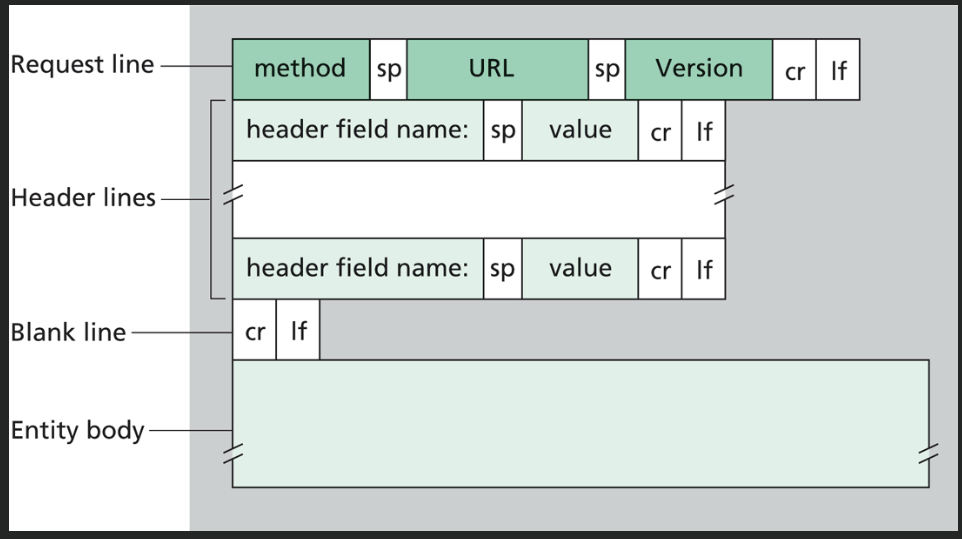 Request line method sp URL sp Version cr lf
header field name: sp value cr lf
Header lines
header field name: sp value cr lf
Blank line cr lf
Entity body